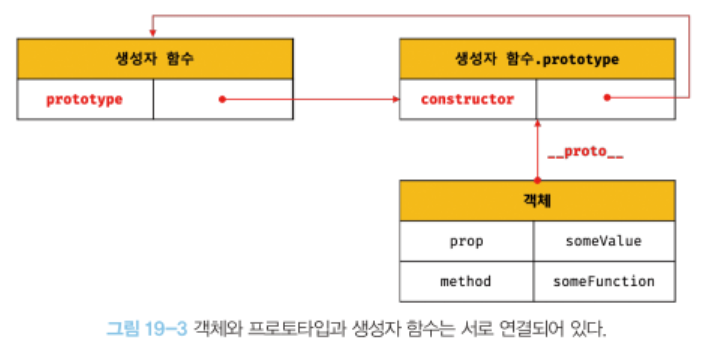 생성자 함수
생성자 함수.prototype
prototype
constructor
__proto__
객체
prop
someValue
method
someFunction
그림 19-3 객체와 프로토타입과 생성자 함수는 서로 연결되어 있다.